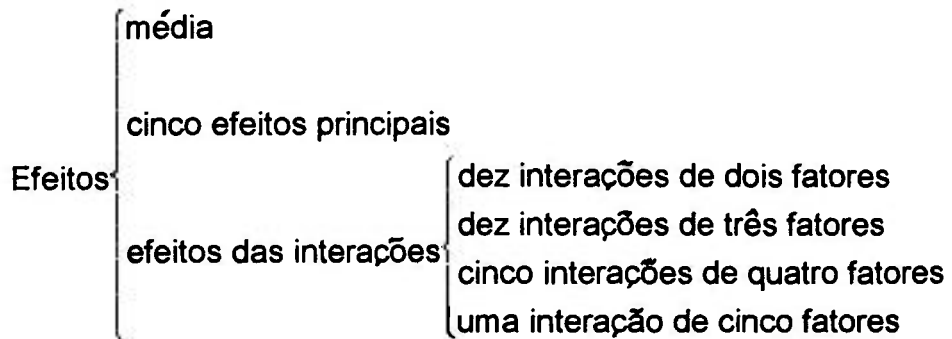 média
cinco efeitos principais
Efeitos
efeitos das interações
dez interações de dois fatores
dez interações de três fatores
cinco interações de quatro fatores
uma interação de cinco fatores